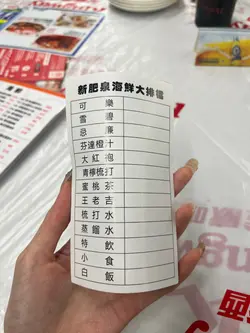 新肥泉海鮮大排檔
可樂
雪碧
忌廉
芬達橙汁
大紅袍
青檸梳打
蜜桃茶
王老吉
梳打水
蒸餾水
特飲
小食
白飯